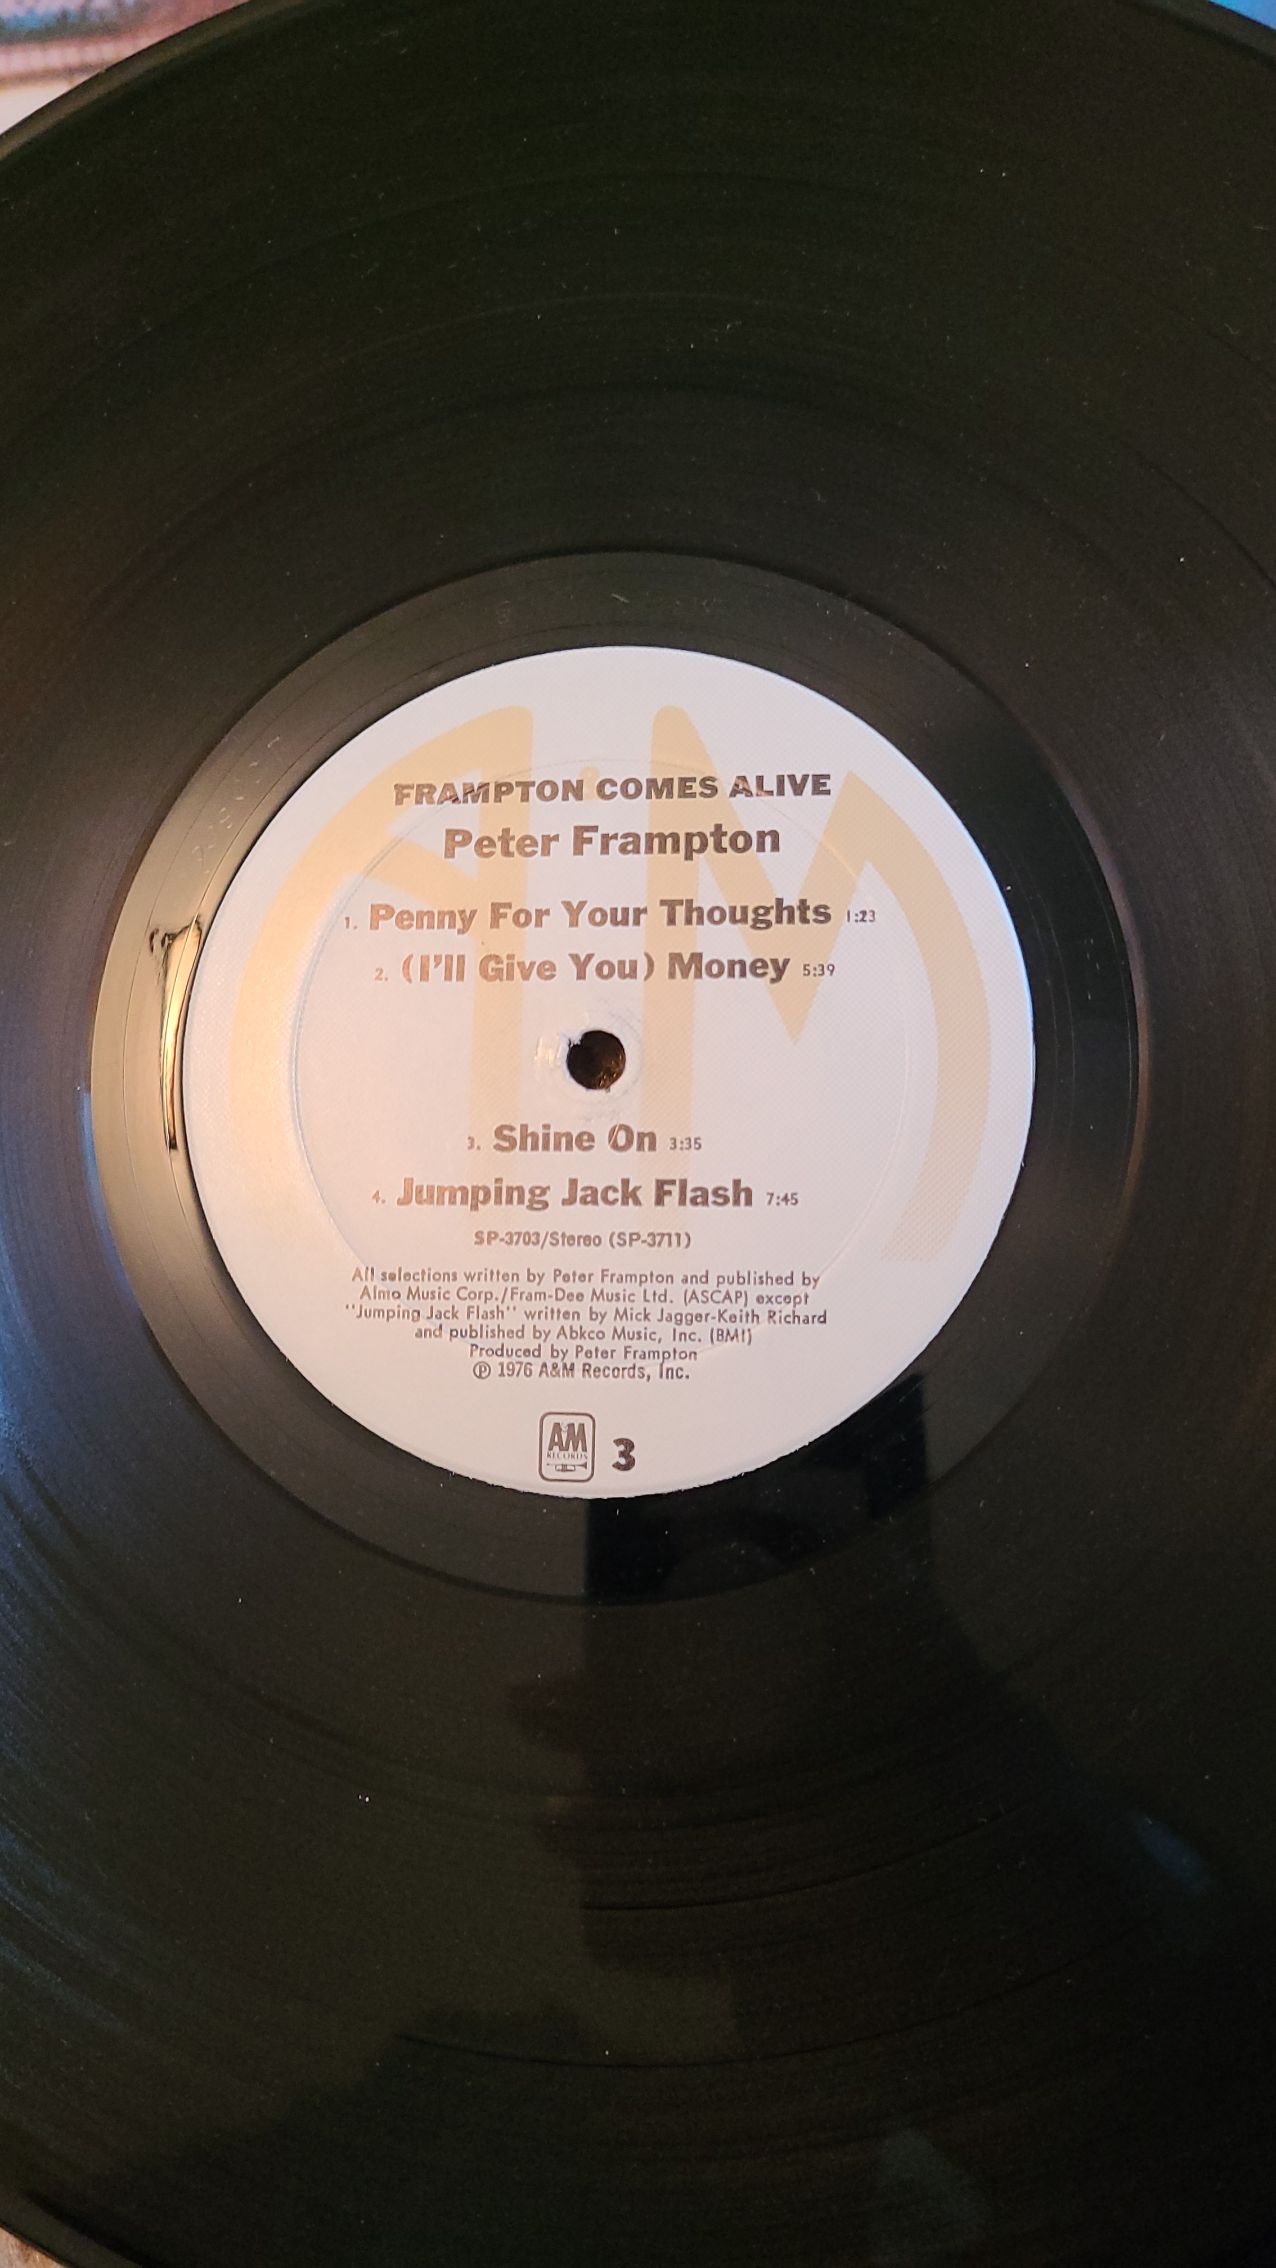 FRAMPTON COMES ALIVE
Peter Frampton
1. Penny For Your Thoughts 1:23
2. (I'll Give You) Money 5:39
3. Shine On 3:35
4. Jumping Jack Flash 7:45
SP-3703/Stereo (SP-3711)
All selections written by Peter Frampton and published by
Almo Music Corp./Fram-Dee Music Ltd. (ASCAP) except
"Jumping Jack Flash" written by Mick Jagger-Keith Richard
and published by Abkco Music, Inc. (BMI)
Produced by Peter Frampton
℗ 1976 A&M Records, Inc.
AM
RECORDS
3